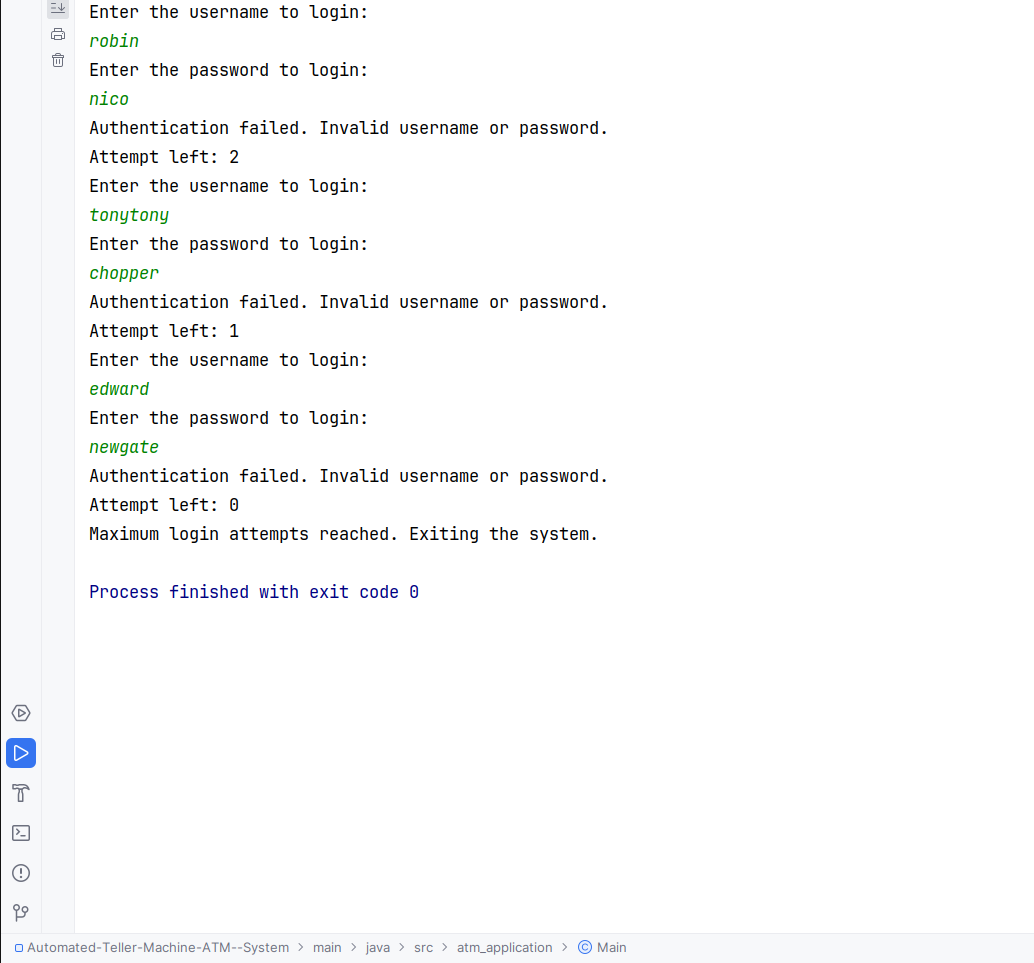 Enter the username to login:
robin
Enter the password to login:
nico
Authentication failed. Invalid username or password.
Attempt left: 2
Enter the username to login:
tonytony
Enter the password to login:
chopper
Authentication failed. Invalid username or password.
Attempt left: 1
Enter the username to login:
edward
Enter the password to login:
newgate
Authentication failed. Invalid username or password.
Attempt left: 0
Maximum login attempts reached. Exiting the system.
Process finished with exit code 0
Automated-Teller-Machine-ATM--System > main > java > src > atm_application > © Main